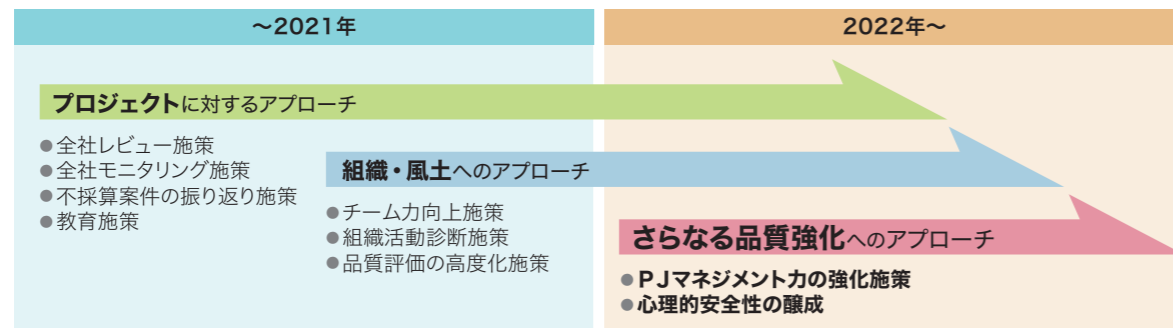 ～2021年
2022年～
プロジェクトに対するアプローチ
●全社レビュー施策
●全社モニタリング施策
●不採算案件の振り返り施策
●教育施策
組織・風土へのアプローチ
●チーム力向上施策
●組織活動診断施策
●品質評価の高度化施策
さらなる品質強化へのアプローチ
●PJマネジメント力の強化施策
●心理的安全性の醸成